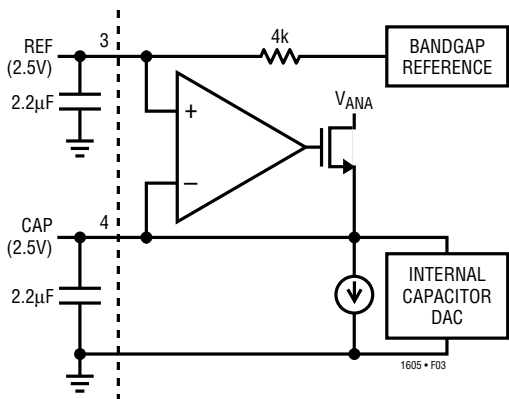 REF
(2.5V)
3
4k
BANDGAP
REFERENCE
2.2µF
VANA
+
–
CAP
(2.5V)
4
2.2µF
INTERNAL
CAPACITOR
DAC
1605 • F03